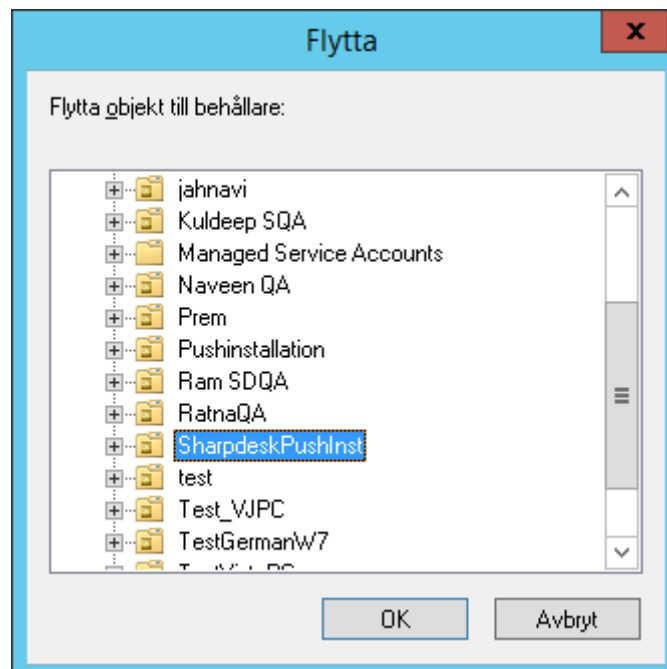 Flytta
x
Flytta objekt till behållare:
jahnavi
Kuldeep SQA
Managed Service Accounts
Naveen QA
Prem
Pushinstallation
Ram SDQA
RatnaQA
SharpdeskPushInst
test
Test_VJPC
TestGermanW7
OK
Avbryt